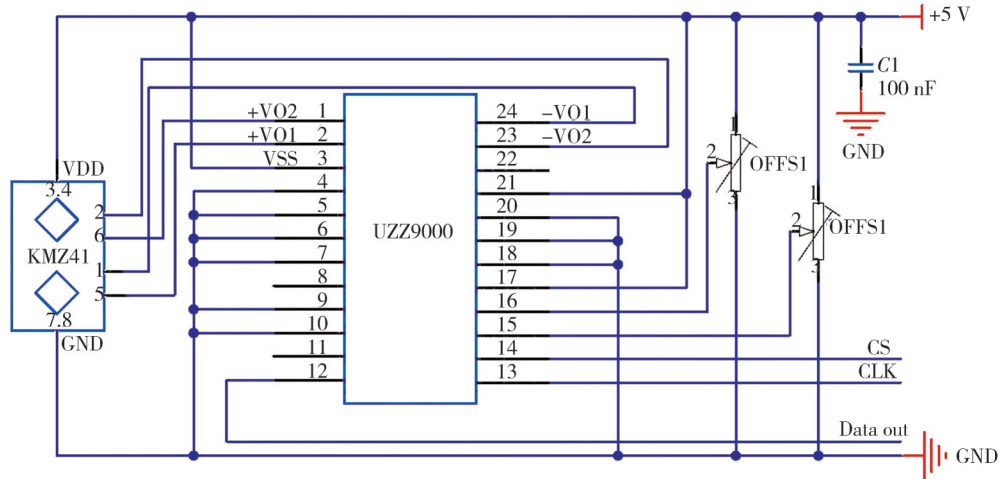 +5 V
C1
100 nF
GND
+VO2 1
+VO1 2
VSS 3
4
5
6
7
8
9
10
11
12
UZZ9000
24 -VO1
23 -VO2
22
21
20
19
18
17
16
15
14 CS
13 CLK
Data out
GND
VDD
3.4
2
6
KMZ41
1
5
7.8
GND
1
2 OFFS1
3
1
2 OFFS1
3